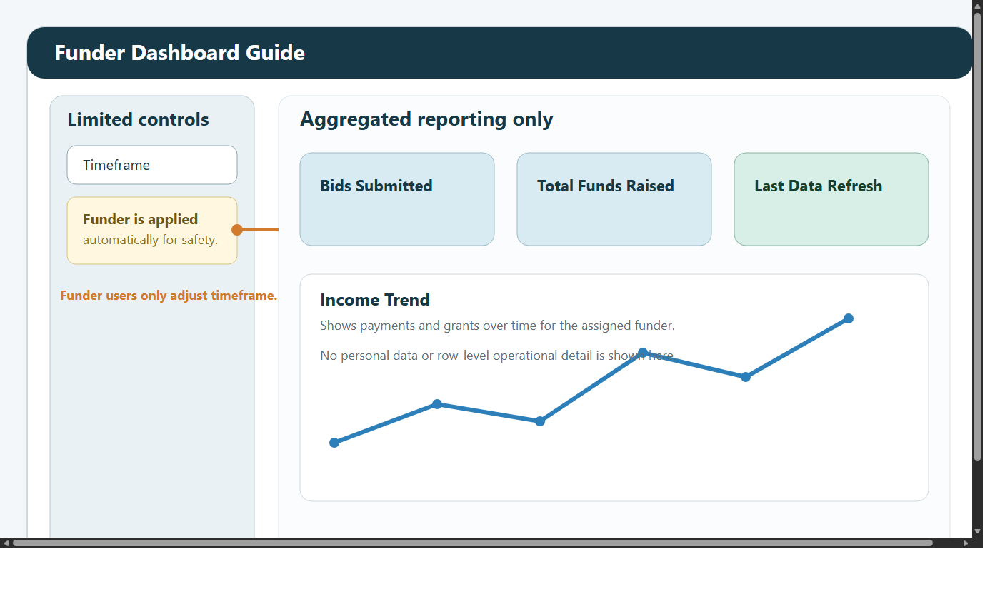 Funder Dashboard Guide
Limited controls
Timeframe
Funder is applied
automatically for safety.
Funder users only adjust timeframe.
Aggregated reporting only
Bids Submitted
Total Funds Raised
Last Data Refresh
Income Trend
Shows payments and grants over time for the assigned funder.
No personal data or row-level operational detail is shown here.